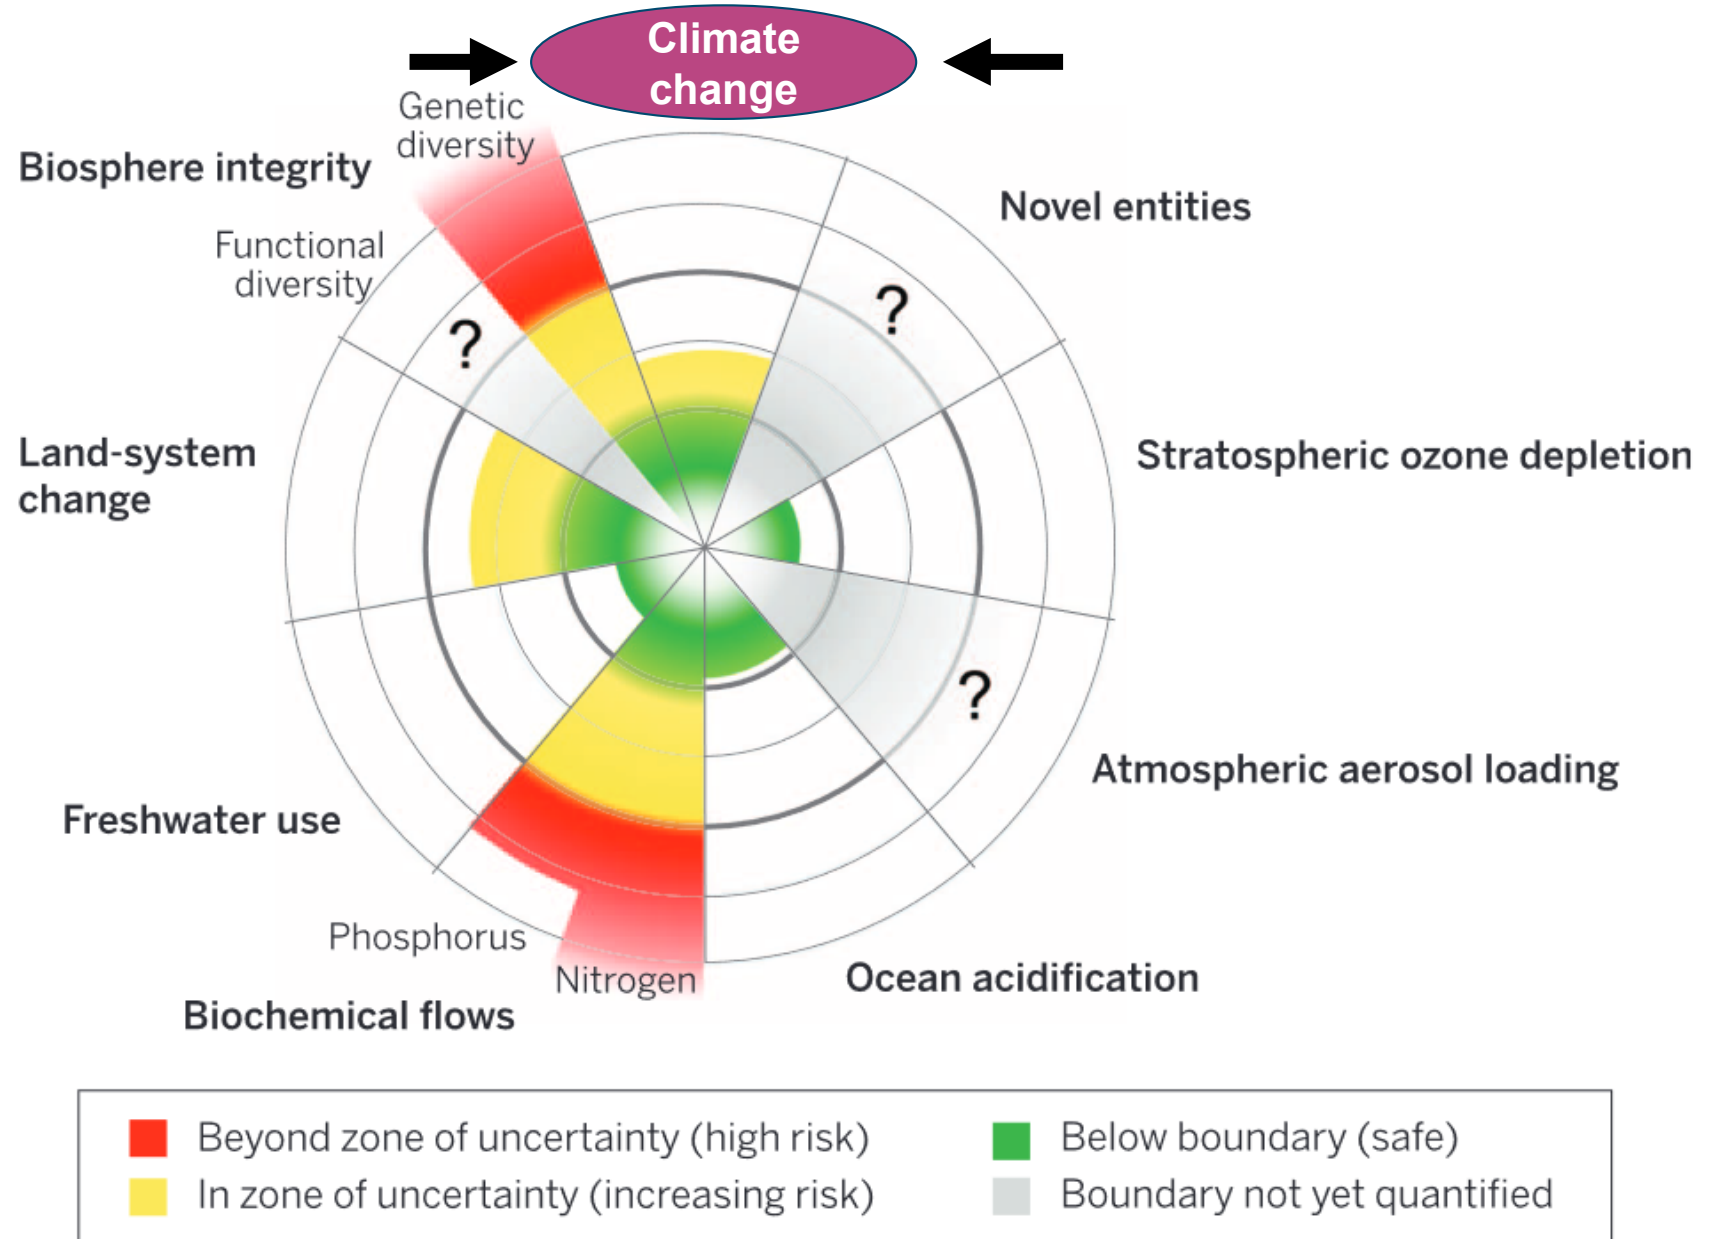 Climate
change
Genetic
diversity
Biosphere integrity
Novel entities
Functional
diversity
?
?
Land-system
change
Stratospheric ozone depletion
?
Atmospheric aerosol loading
Freshwater use
Phosphorus
Nitrogen
Ocean acidification
Biochemical flows
Beyond zone of uncertainty (high risk)
In zone of uncertainty (increasing risk)
Below boundary (safe)
Boundary not yet quantified